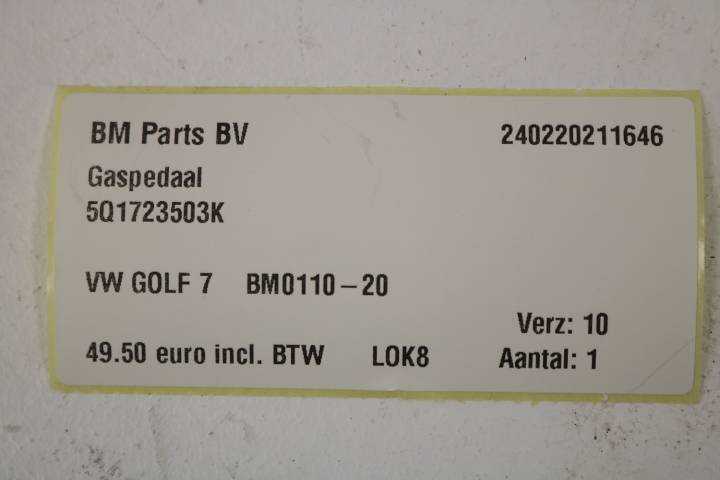 BM Parts BV 240220211646
Gaspedaal
5Q1723503K
VW GOLF 7 BM0110-20
Verz: 10
49.50 euro incl. BTW LOK8 Aantal: 1